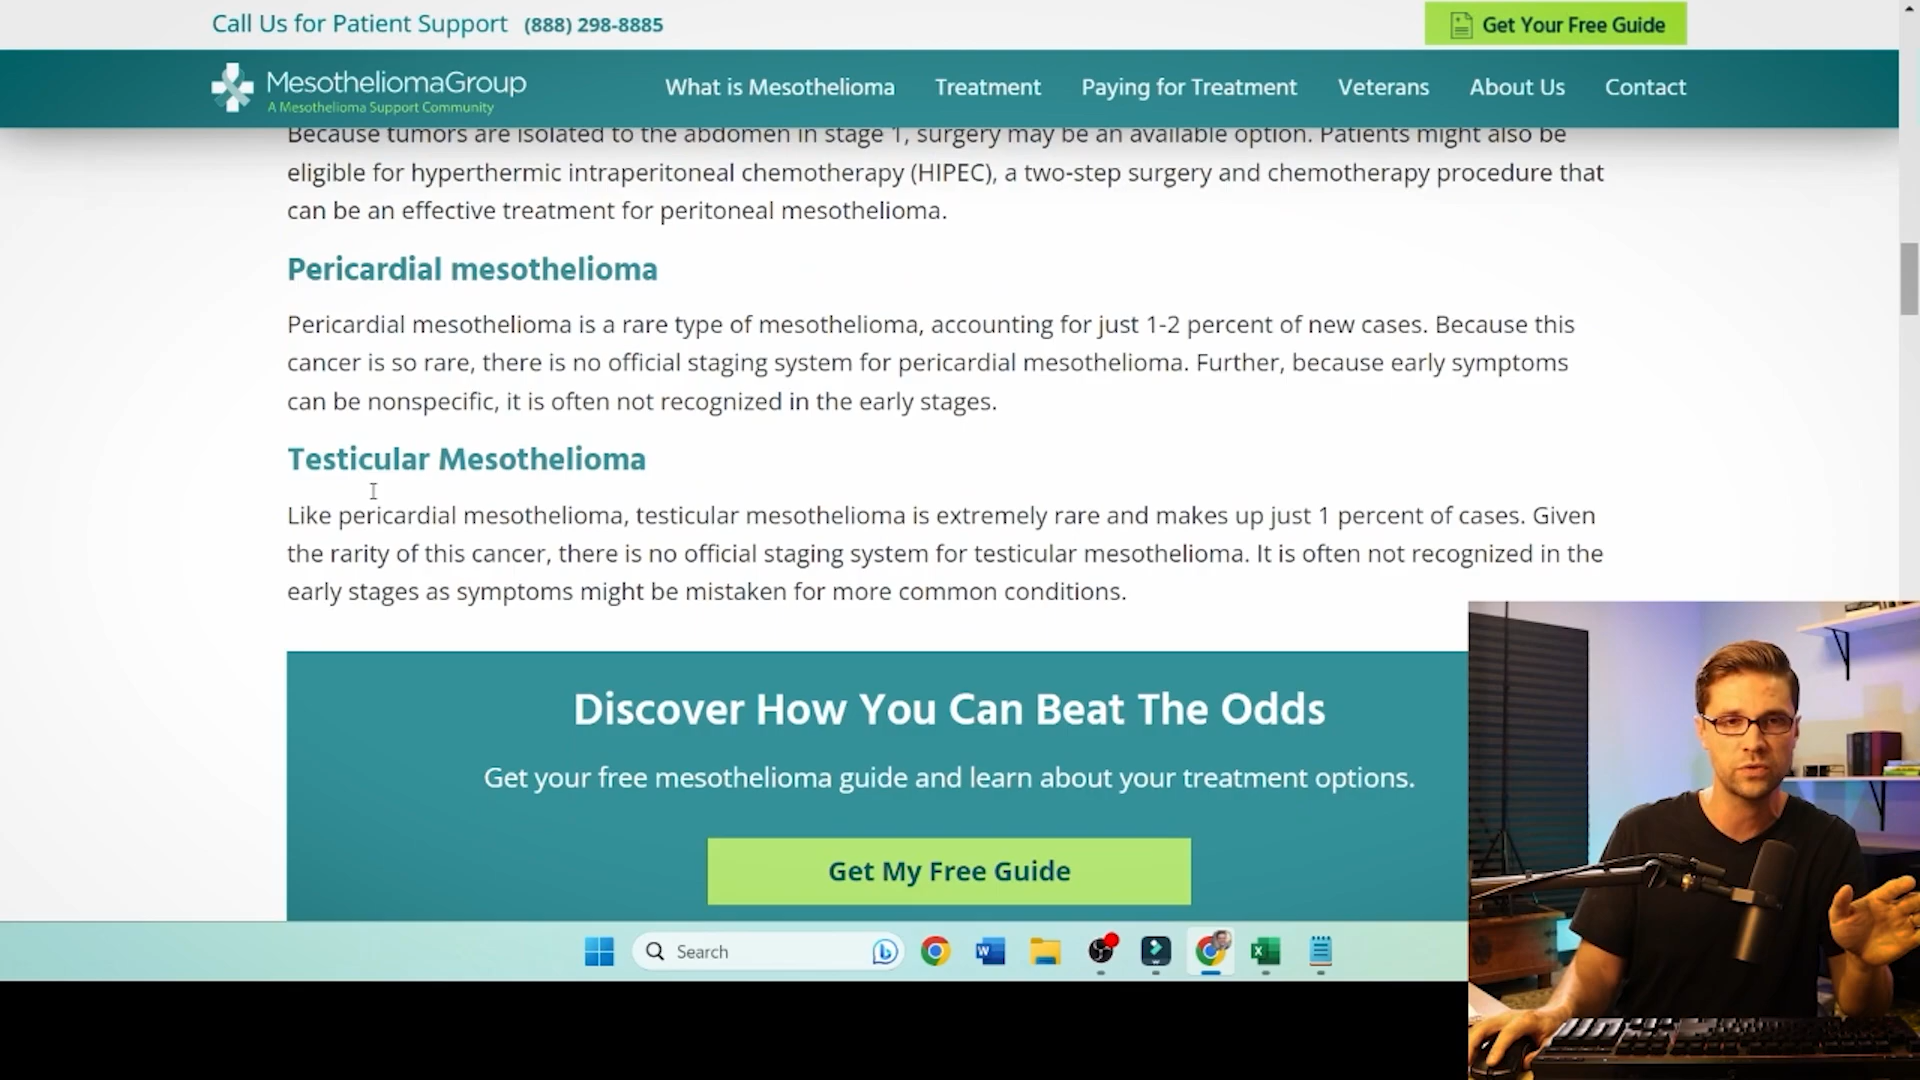 Call Us for Patient Support (888) 298-8885
Get Your Free Guide
MesotheliomaGroup
A Mesothelioma Support Community
What is Mesothelioma Treatment Paying for Treatment Veterans About Us Contact
Because tumors are isolated to the abdomen in stage 1, surgery may be an available option. Patients might also be
eligible for hyperthermic intraperitoneal chemotherapy (HIPEC), a two-step surgery and chemotherapy procedure that
can be an effective treatment for peritoneal mesothelioma.
Pericardial mesothelioma
Pericardial mesothelioma is a rare type of mesothelioma, accounting for just 1-2 percent of new cases. Because this
cancer is so rare, there is no official staging system for pericardial mesothelioma. Further, because early symptoms
can be nonspecific, it is often not recognized in the early stages.
Testicular Mesothelioma
Like pericardial mesothelioma, testicular mesothelioma is extremely rare and makes up just 1 percent of cases. Given
the rarity of this cancer, there is no official staging system for testicular mesothelioma. It is often not recognized in the
early stages as symptoms might be mistaken for more common conditions.
Discover How You Can Beat The Odds
Get your free mesothelioma guide and learn about your treatment options.
Get My Free Guide
Search